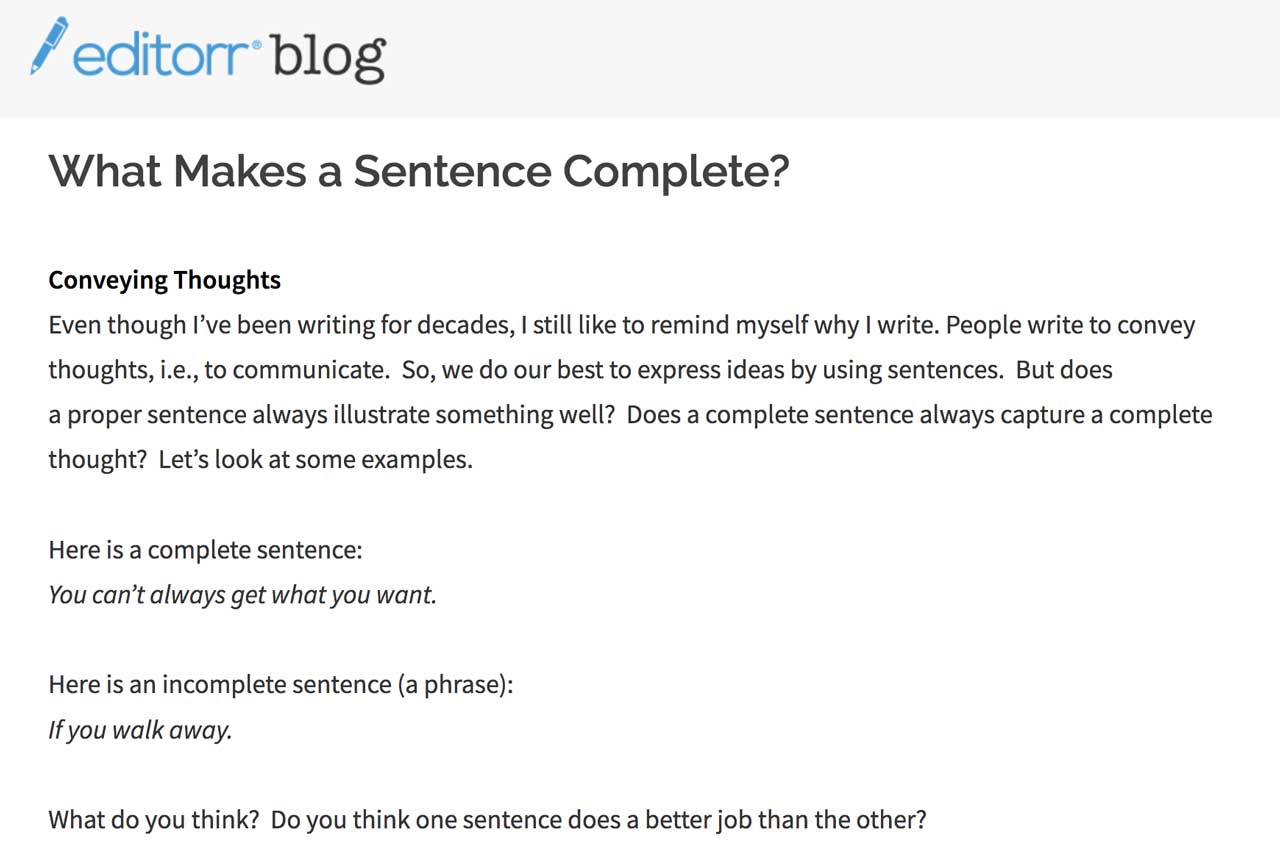 editorr® blog
What Makes a Sentence Complete?
Conveying Thoughts
Even though I’ve been writing for decades, I still like to remind myself why I write. People write to convey
thoughts, i.e., to communicate.  So, we do our best to express ideas by using sentences.  But does
a proper sentence always illustrate something well?  Does a complete sentence always capture a complete
thought?  Let’s look at some examples.
Here is a complete sentence:
You can’t always get what you want.
Here is an incomplete sentence (a phrase):
If you walk away.
What do you think?  Do you think one sentence does a better job than the other?